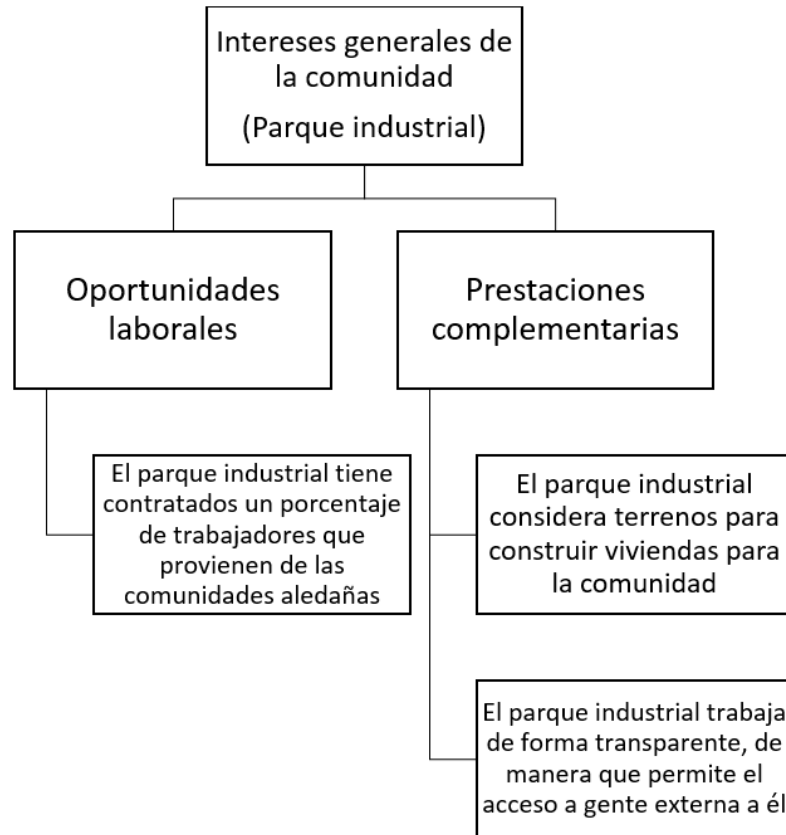 Intereses generales de
la comunidad
(Parque industrial)
Oportunidades
laborales
Prestaciones
complementarias
El parque industrial tiene
contratados un porcentaje
de trabajadores que
provienen de las
comunidades aledañas
El parque industrial
considera terrenos para
construir viviendas para
la comunidad
El parque industrial trabaja
de forma transparente, de
manera que permite el
acceso a gente externa a él